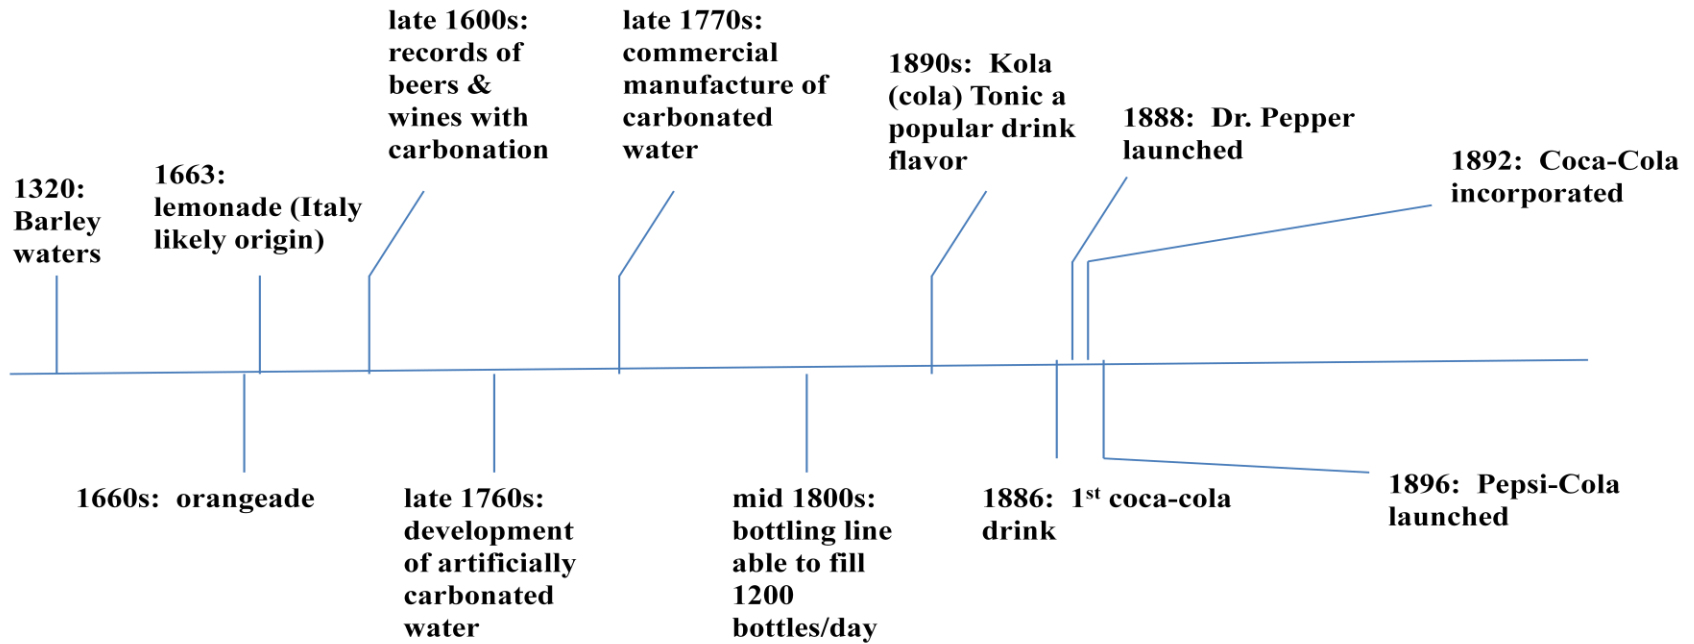 1320:
Barley
waters
1663:
lemonade (Italy
likely origin)
late 1600s:
records of
beers &
wines with
carbonation
late 1770s:
commercial
manufacture of
carbonated
water
1890s:  Kola
(cola) Tonic a
popular drink
flavor
1888:  Dr. Pepper
launched
1892:  Coca-Cola
incorporated
1660s:  orangeade
late 1760s:
development
of artificially
carbonated
water
mid 1800s:
bottling line
able to fill
1200
bottles/day
1886:  1st coca-cola
drink
1896:  Pepsi-Cola
launched